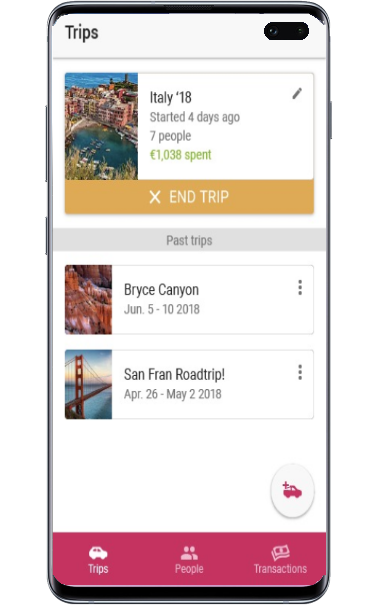 Trips
Italy ‘18
Started 4 days ago
7 people
€1,038 spent
END TRIP
Past trips
Bryce Canyon
Jun. 5 - 10 2018
San Fran Roadtrip!
Apr. 26 - May 2 2018
Trips
People
Transactions